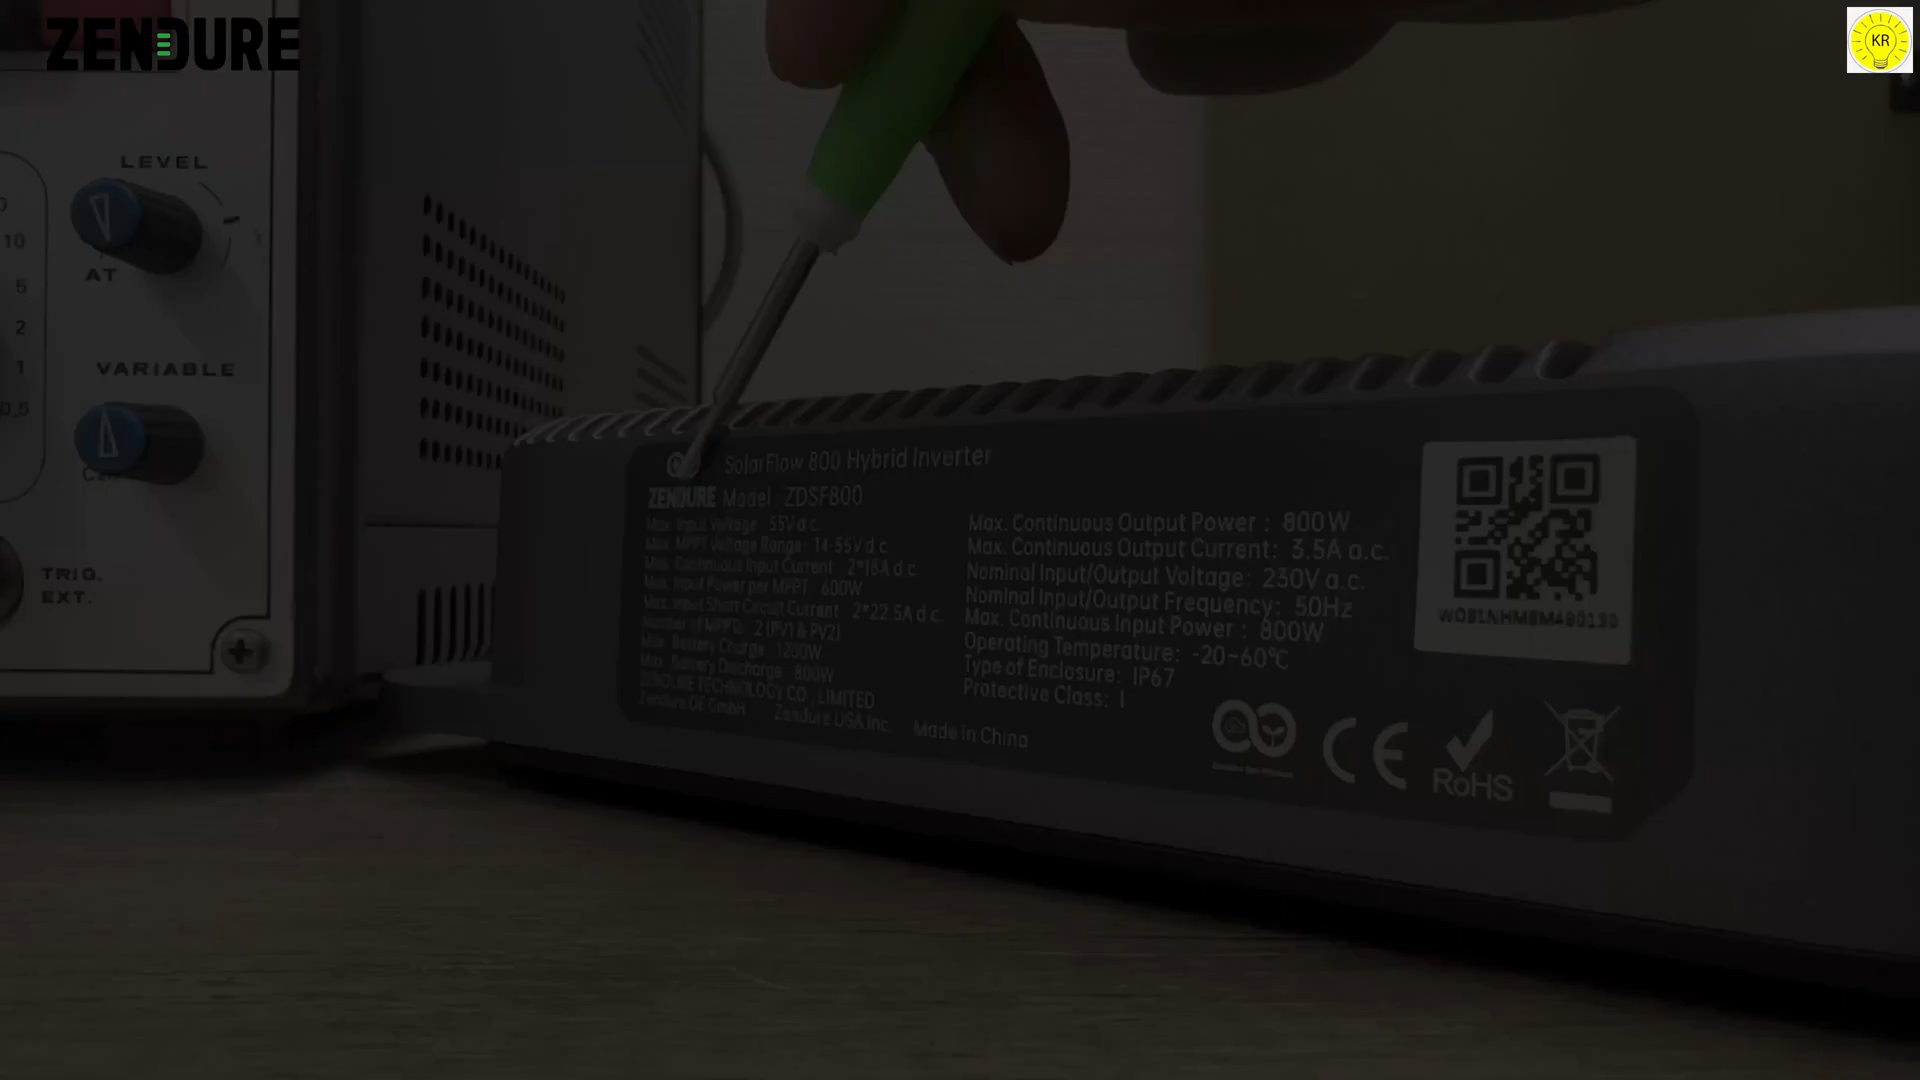 ZENDURE
KR
LEVEL
10
AT
5
2
1
VARIABLE
0,5
Cal
TRIG.
EXT.
SolarFlow 800 Hybrid Inverter
ZENDURE Model : ZDSF800
Max. Input Voltage: 55V d.c.
Max. MPPT Voltage Range: 14-55V d.c.
Max. Continuous Input Current: 2*18A d.c.
Max. Input Power per MPPT: 600W
Max. Input Short Circuit Current: 2*22.5A d.c.
Number of MPPTs: 2 (PV1 & PV2)
Max. Battery Charge: 1200W
Max. Battery Discharge: 800W
ZENDURE TECHNOLOGY CO., LIMITED
Zendure DE GmbH Zendure USA Inc. Made in China
Max. Continuous Output Power : 800W
Max. Continuous Output Current: 3.5A a.c.
Nominal Input/Output Voltage: 230V a.c.
Nominal Input/Output Frequency: 50Hz
Max. Continuous Input Power : 800W
Operating Temperature: -20~60℃
Type of Enclosure: IP67
Protective Class: I
CE
RoHS